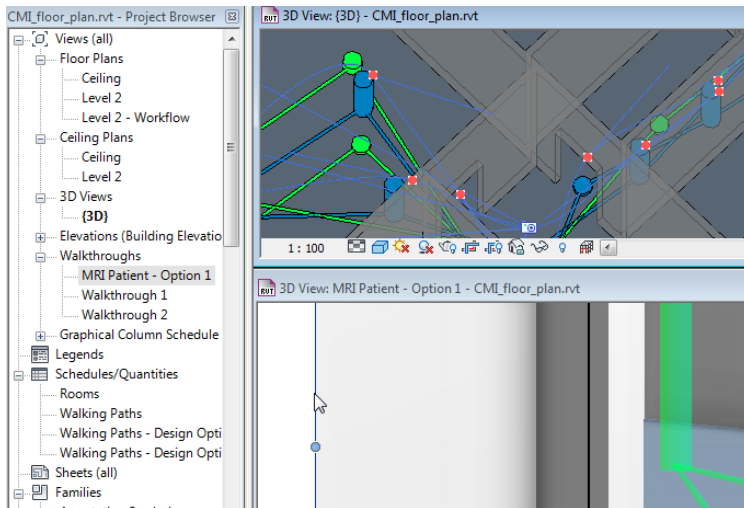 CMI_floor_plan.rvt - Project Browser
Views (all)
Floor Plans
Ceiling
Level 2
Level 2 - Workflow
Ceiling Plans
Ceiling
Level 2
3D Views
{3D}
Elevations (Building Elevatio
Walkthroughs
MRI Patient - Option 1
Walkthrough 1
Walkthrough 2
Graphical Column Schedule
Legends
Schedules/Quantities
Rooms
Walking Paths
Walking Paths - Design Opti
Walking Paths - Design Opti
Sheets (all)
Families
RVT 3D View: {3D} - CMI_floor_plan.rvt
1 : 100
RVT 3D View: MRI Patient - Option 1 - CMI_floor_plan.rvt